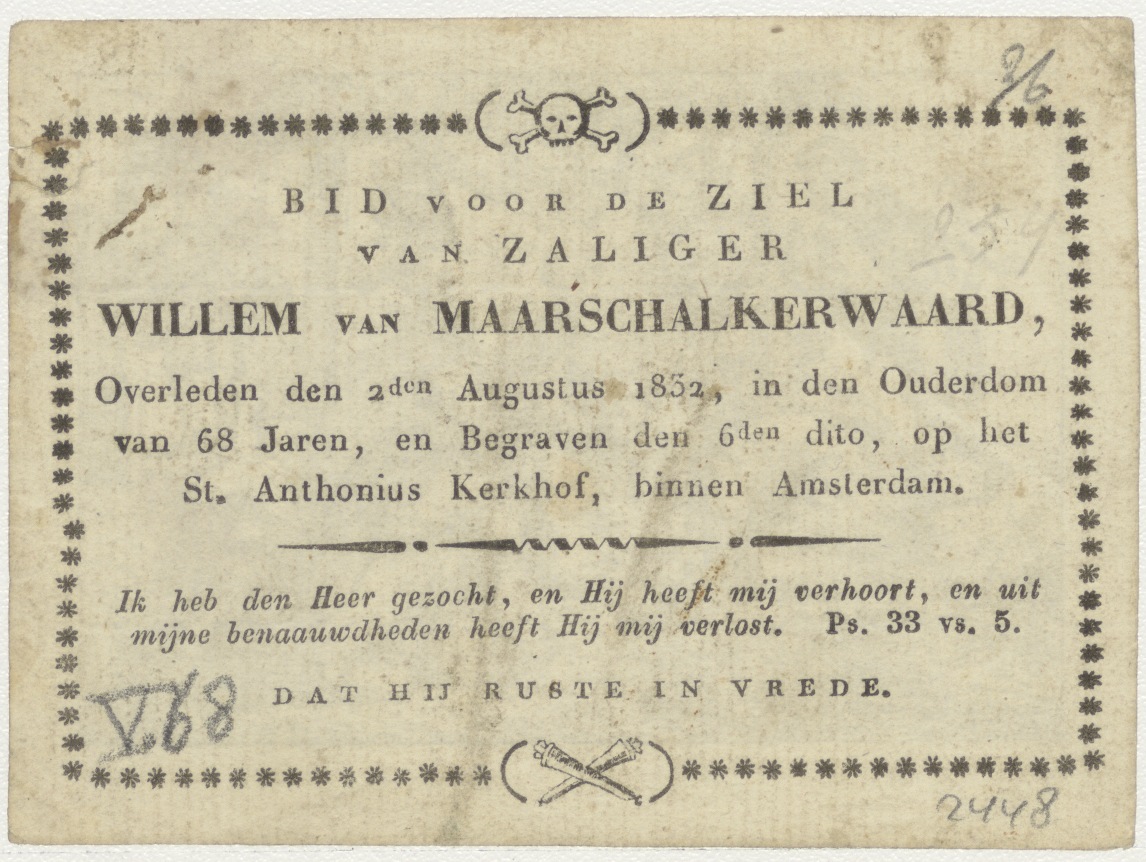 BID VOOR DE ZIEL
VAN ZALIGER
WILLEM VAN MAARSCHALKERWAARD,
Overleden den 2den Augustus 1832, in den Ouderdom
van 68 Jaren, en Begraven den 6den dito, op het
St. Anthonius Kerkhof, binnen Amsterdam.
Ik heb den Heer gezocht, en Hij heeft mij verhoort, en uit
mijne benaauwdheden heeft Hij mij verlost. Ps. 33 vs. 5.
DAT HIJ RUSTE IN VREDE.
V.68
2448